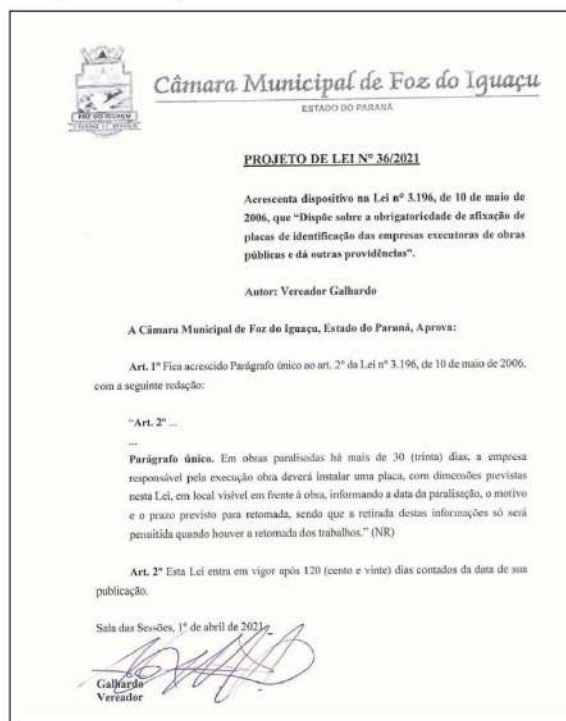 Câmara Municipal de Foz do Iguaçu
ESTADO DO PARANÁ
FOZ DO IGUAÇU
PROJETO DE LEI Nº 36/2021
Acrescenta dispositivo na Lei nº 3.196, de 10 de maio de
2006, que “Dispõe sobre a obrigatoriedade de afixação de
placas de identificação das empresas executoras de obras
públicas e dá outras providências”.
Autor: Vereador Galhardo
A Câmara Municipal de Foz do Iguaçu, Estado do Paraná, Aprova:
Art. 1º Fica acrescido Parágrafo único ao art. 2º da Lei nº 3.196, de 10 de maio de 2006,
com a seguinte redação:
“Art. 2º ...
...
Parágrafo único. Em obras paralisadas há mais de 30 (trinta) dias, a empresa
responsável pela execução obra deverá instalar uma placa, com dimensões previstas
nesta Lei, em local visível em frente à obra, informando a data da paralisação, o motivo
e o prazo previsto para retomada, sendo que a retirada destas informações só será
permitida quando houver a retomada dos trabalhos.” (NR)
Art. 2º Esta Lei entra em vigor após 120 (cento e vinte) dias contados da data de sua
publicação.
Sala das Sessões, 1º de abril de 2021.
Galhardo
Vereador